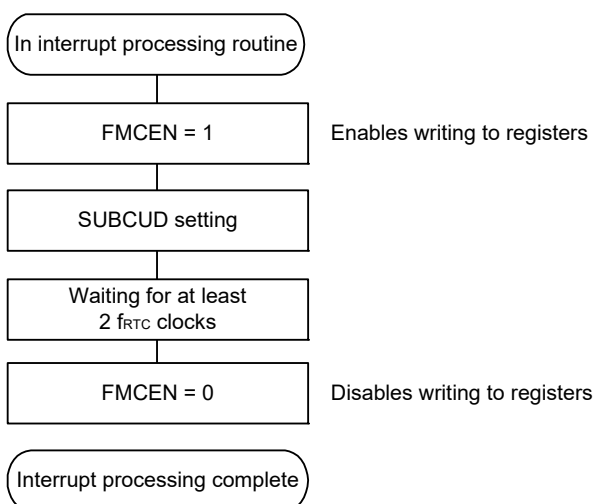 In interrupt processing routine
FMCEN = 1
Enables writing to registers
SUBCUD setting
Waiting for at least
2 fRTC clocks
FMCEN = 0
Disables writing to registers
Interrupt processing complete